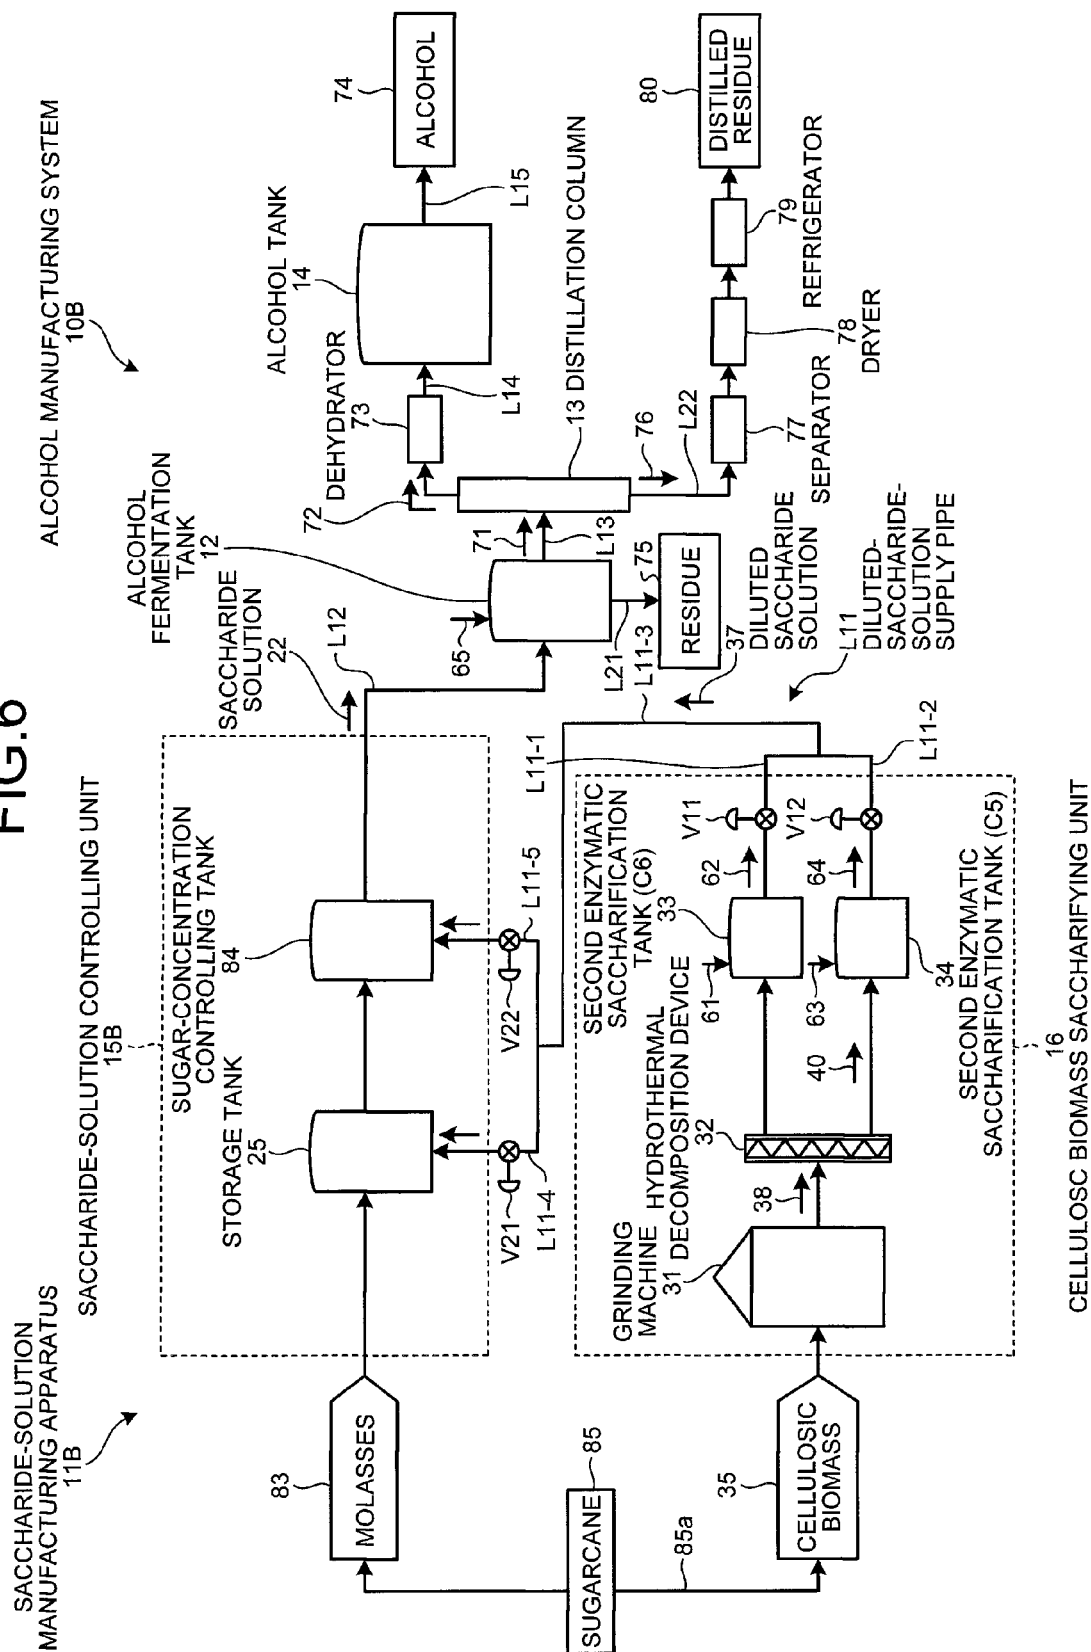 FIG.6
SACCHARIDE-SOLUTION
MANUFACTURING APPARATUS
11B
SACCHARIDE-SOLUTION CONTROLLING UNIT
15B
ALCOHOL MANUFACTURING SYSTEM
10B
83
MOLASSES
STORAGE TANK
25
SUGAR-CONCENTRATION
CONTROLLING TANK
84
V21
L11-4
V22
L11-5
SACCHARIDE
SOLUTION
22
L12
ALCOHOL
FERMENTATION
TANK
12
65
71
L13
L21
75
RESIDUE
72
DEHYDRATOR
73
L14
ALCOHOL TANK
14
L15
74
ALCOHOL
13 DISTILLATION COLUMN
76
L22
77
SEPARATOR
78
DRYER
79
REFRIGERATOR
80
DISTILLED
RESIDUE
SUGARCANE
85
85a
35
CELLULOSIC
BIOMASS
GRINDING
MACHINE
31
38
HYDROTHERMAL
DECOMPOSITION DEVICE
32
40
SECOND ENZYMATIC
SACCHARIFICATION
TANK (C6)
33
61
62
63
64
34
SECOND ENZYMATIC
SACCHARIFICATION TANK (C5)
V11
V12
L11-1
L11-2
L11-3
37
DILUTED
SACCHARIDE
SOLUTION
L11
DILUTED-
SACCHARIDE-
SOLUTION
SUPPLY PIPE
16
CELLULOSC BIOMASS SACCHARIFYING UNIT